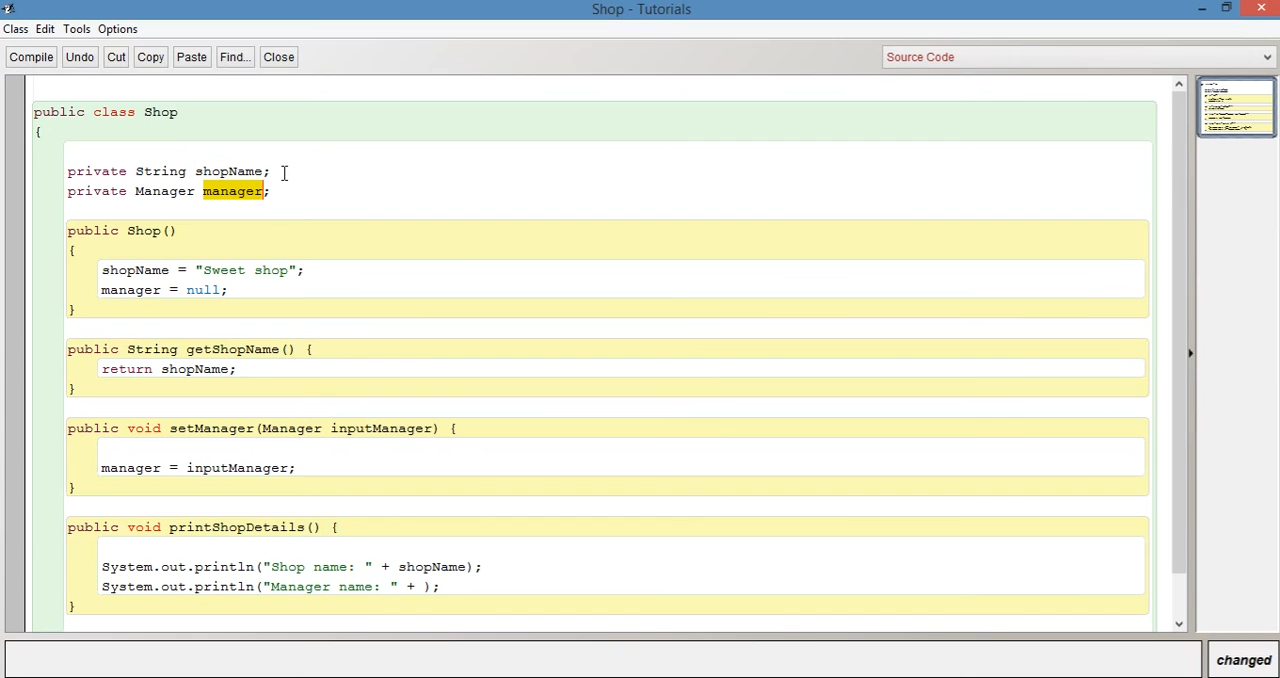 Shop - Tutorials
Class Edit Tools Options
Compile Undo Cut Copy Paste Find... Close Source Code
public class Shop
{
private String shopName;
private Manager manager;
public Shop()
{
shopName = "Sweet shop";
manager = null;
}
public String getShopName() {
return shopName;
}
public void setManager(Manager inputManager) {
manager = inputManager;
}
public void printShopDetails() {
System.out.println("Shop name: " + shopName);
System.out.println("Manager name: " + );
}
changed